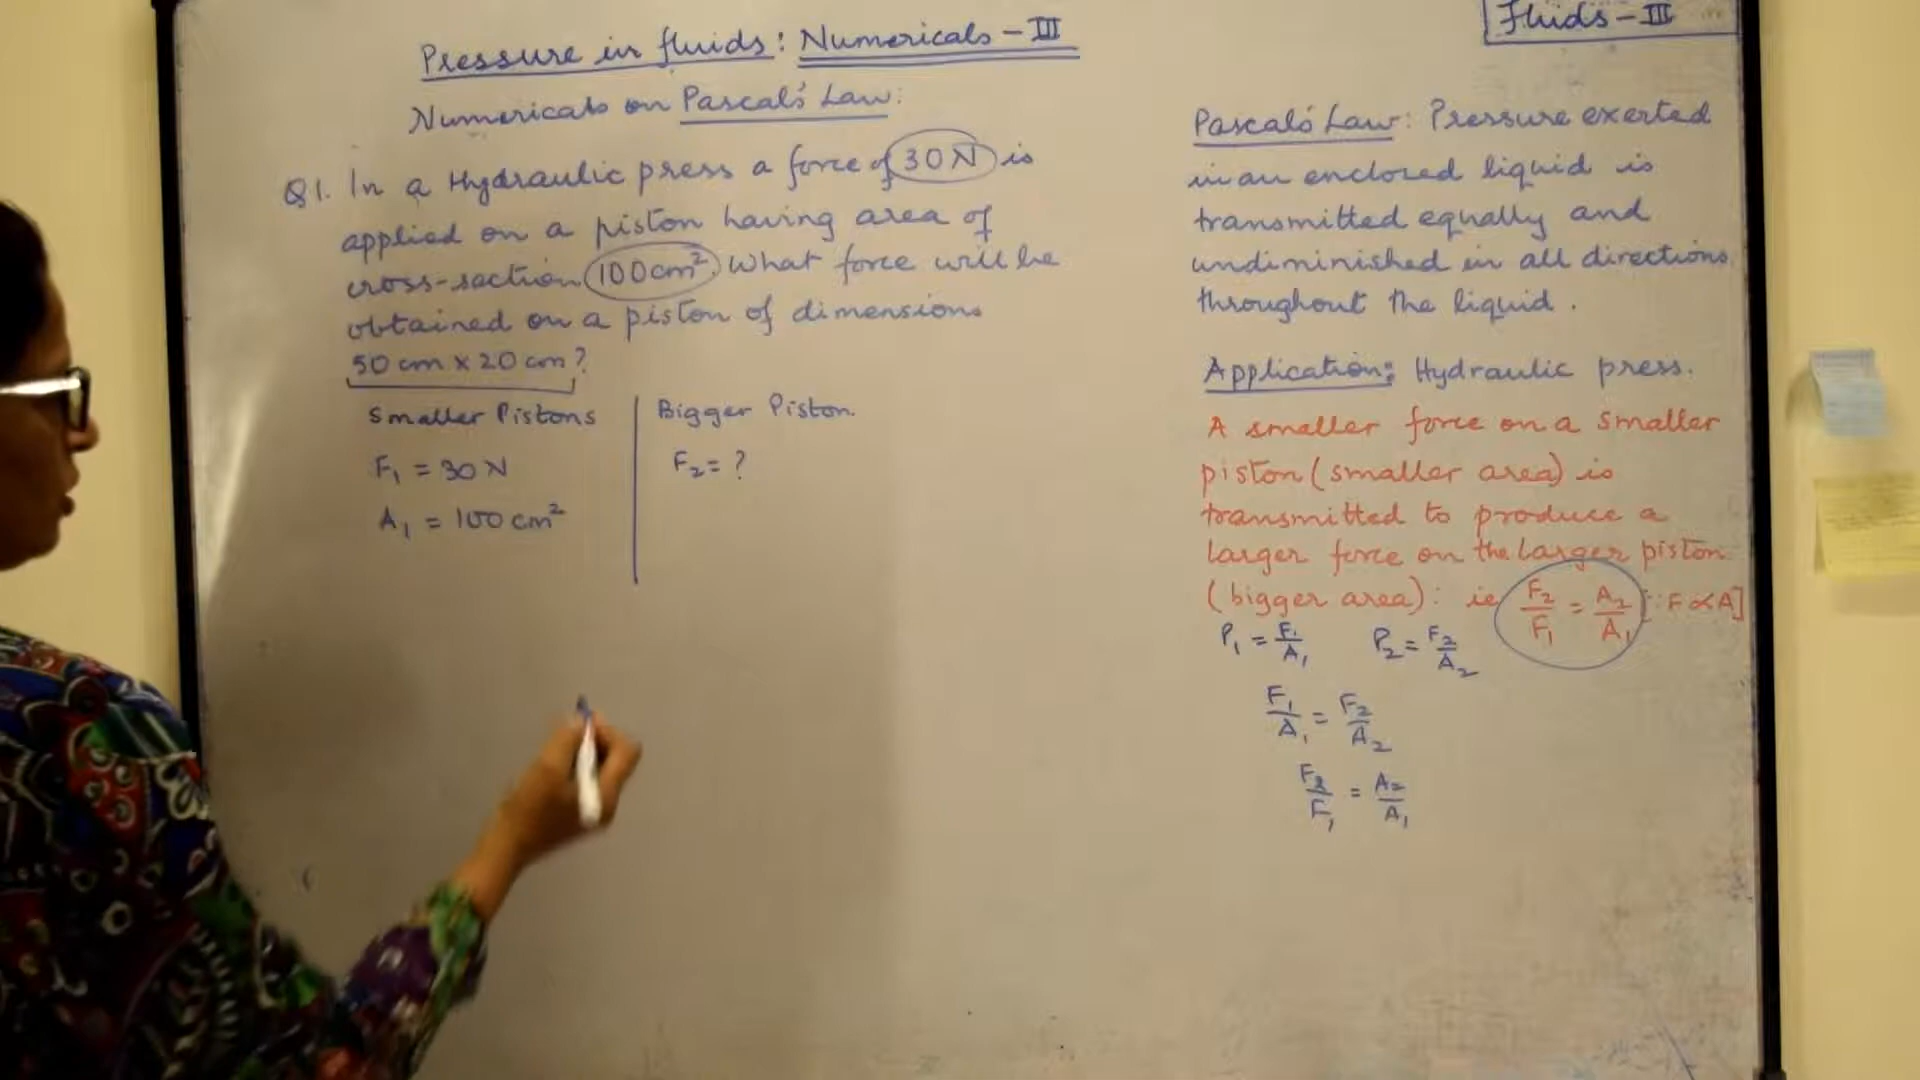 Pressure in fluids: Numericals - III
Numericals on Pascal's Law:
Q1. In a Hydraulic press a force of 30 N is
applied on a piston having area of
cross-section 100cm². What force will be
obtained on a piston of dimensions
50 cm x 20 cm?
Smaller Pistons
F₁ = 30 N
A₁ = 100 cm²
Bigger Piston.
F₂ = ?
Fluids - III
Pascal's Law: Pressure exerted
in an enclosed liquid is
transmitted equally and
undiminished in all directions
throughout the liquid.
Application: Hydraulic press.
A smaller force on a smaller
piston (smaller area) is
transmitted to produce a
larger force on the larger piston
(bigger area): ie F₂/F₁ = A₂/A₁ [∵ F ∝ A]
P₁ = F₁/A₁ P₂ = F₂/A₂
F₁/A₁ = F₂/A₂
F₂/F₁ = A₂/A₁